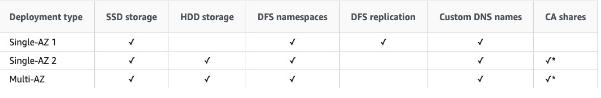 Deployment type SSD storage HDD storage DFS namespaces DFS replication Custom DNS names CA shares
Single-AZ 1 ✓ ✓ ✓ ✓
Single-AZ 2 ✓ ✓ ✓ ✓ ✓*
Multi-AZ ✓ ✓ ✓ ✓ ✓*